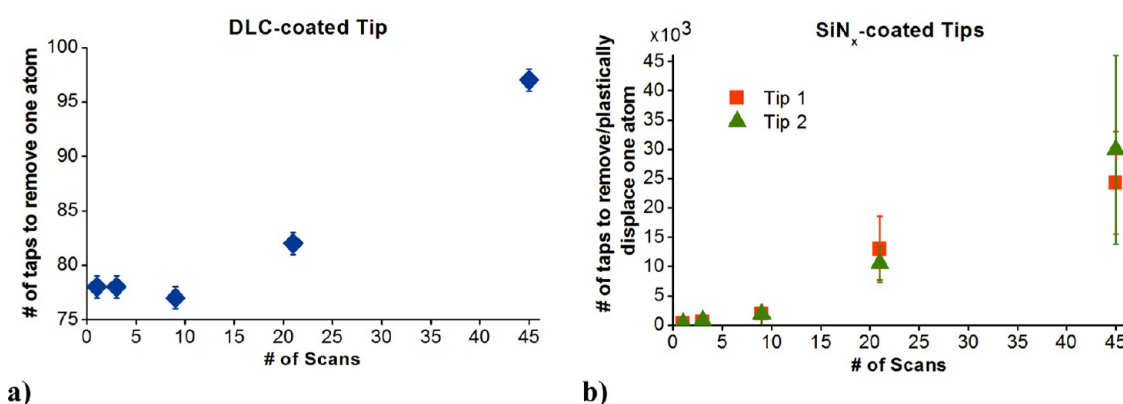 DLC-coated Tip
# of taps to remove one atom
100
95
90
85
80
75
0 5 10 15 20 25 30 35 40 45
# of Scans
a)
SiNx-coated Tips
×10³
# of taps to remove/plastically
displace one atom
45
40
35
30
25
20
15
10
5
0
Tip 1
Tip 2
0 5 10 15 20 25 30 35 40 45
# of Scans
b)